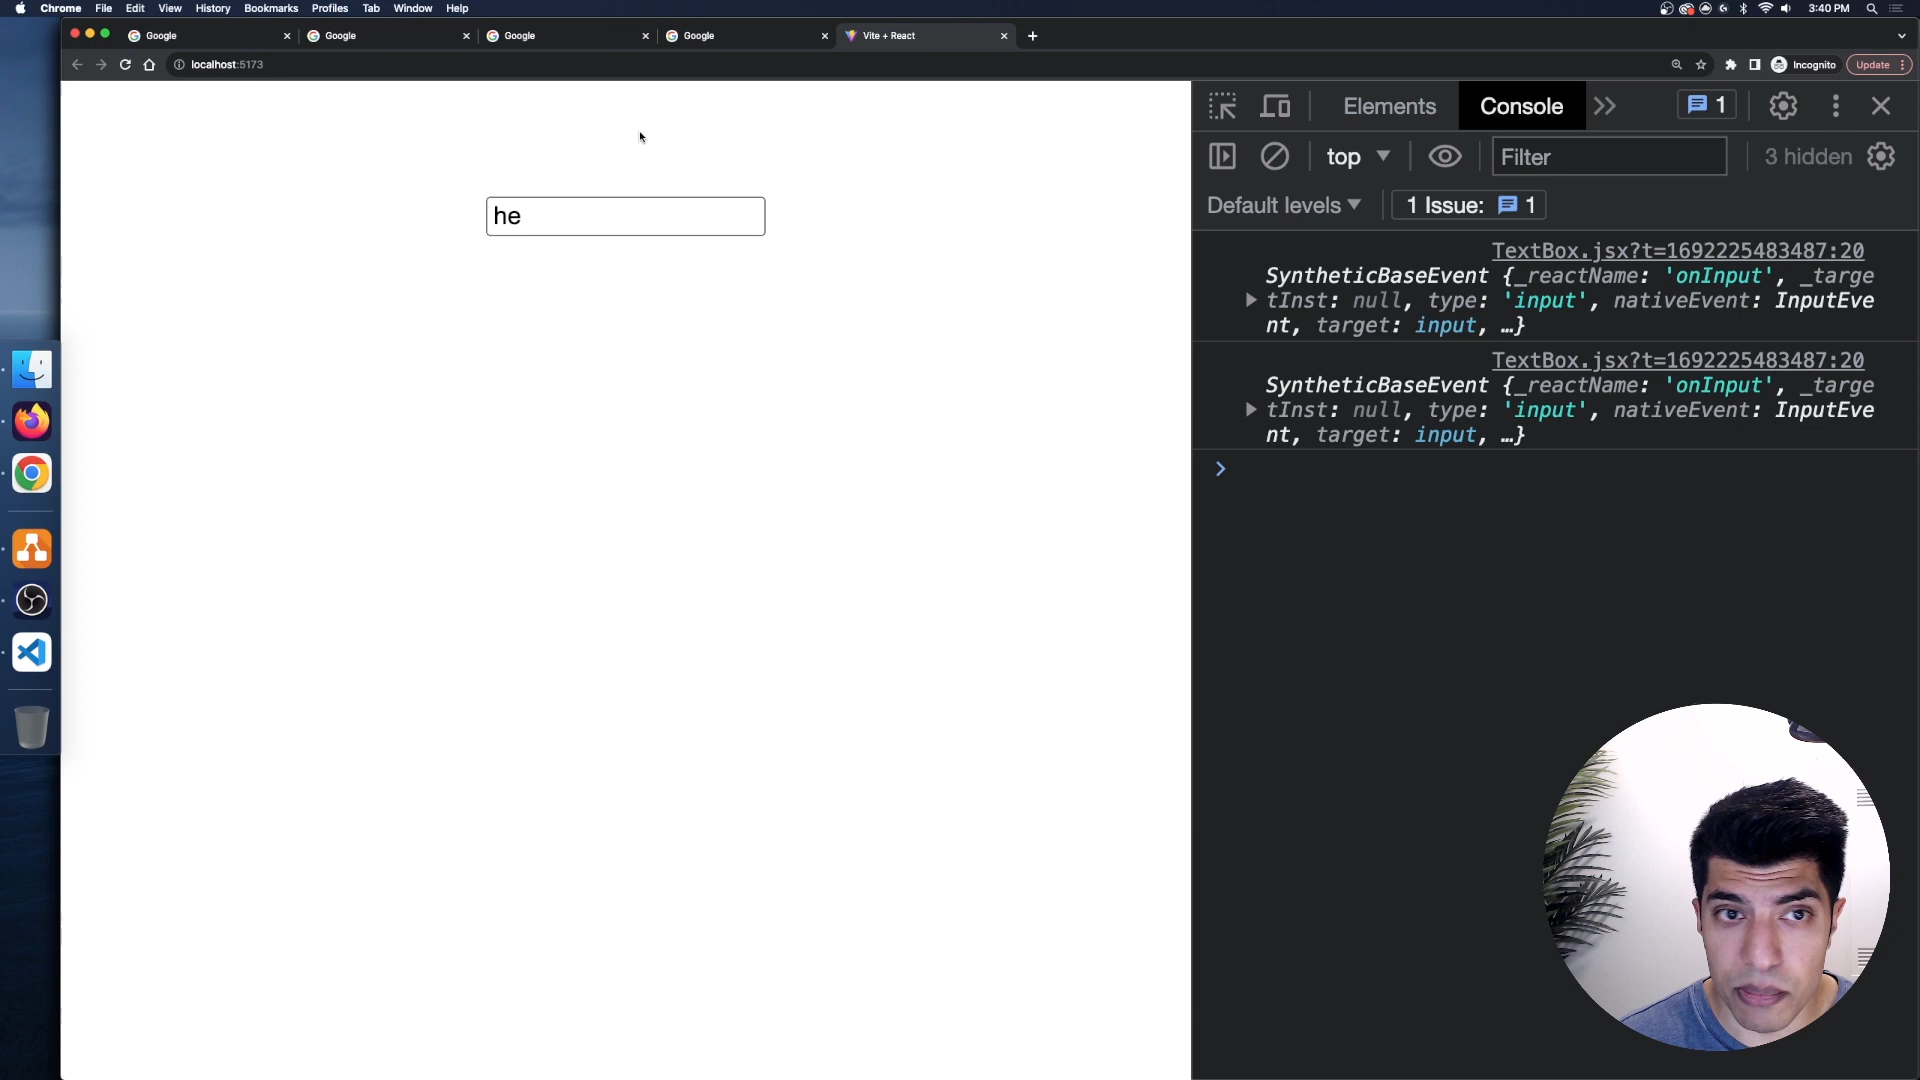 Chrome File Edit View History Bookmarks Profiles Tab Window Help 3:40 PM
Google Google Google Google Vite + React
localhost:5173 Incognito Update
he
Elements Console 1
top Filter 3 hidden
Default levels 1 Issue: 1
TextBox.jsx?t=1692225483487:20
SyntheticBaseEvent {_reactName: 'onInput', _targe
tInst: null, type: 'input', nativeEvent: InputEve
nt, target: input, …}
TextBox.jsx?t=1692225483487:20
SyntheticBaseEvent {_reactName: 'onInput', _targe
tInst: null, type: 'input', nativeEvent: InputEve
nt, target: input, …}